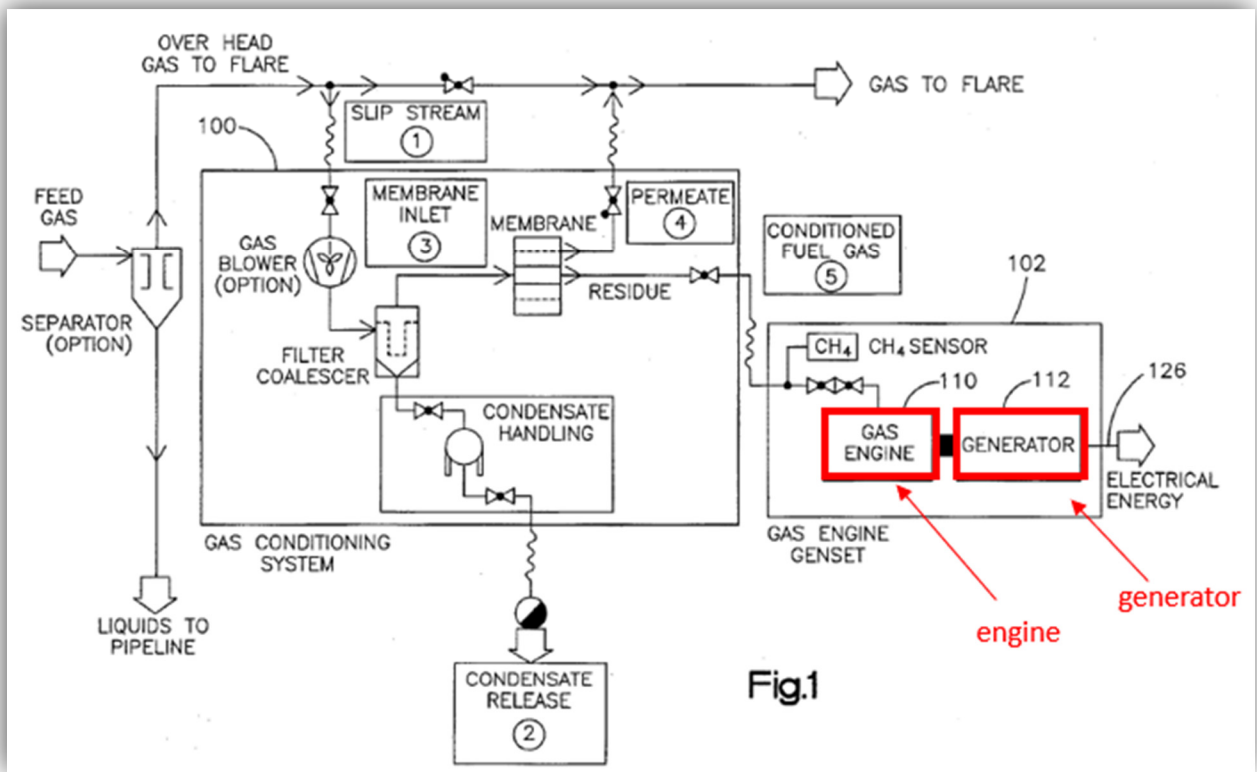 OVER HEAD
GAS TO FLARE
GAS TO FLARE
SLIP STREAM
1
100
FEED
GAS
MEMBRANE
INLET
3
MEMBRANE
PERMEATE
4
CONDITIONED
FUEL GAS
5
GAS
BLOWER
(OPTION)
RESIDUE
102
SEPARATOR
(OPTION)
FILTER
COALESCER
CH4
CH4 SENSOR
110
112
126
CONDENSATE
HANDLING
GAS
ENGINE
GENERATOR
ELECTRICAL
ENERGY
GAS CONDITIONING
SYSTEM
GAS ENGINE
GENSET
generator
engine
LIQUIDS TO
PIPELINE
CONDENSATE
RELEASE
2
Fig.1